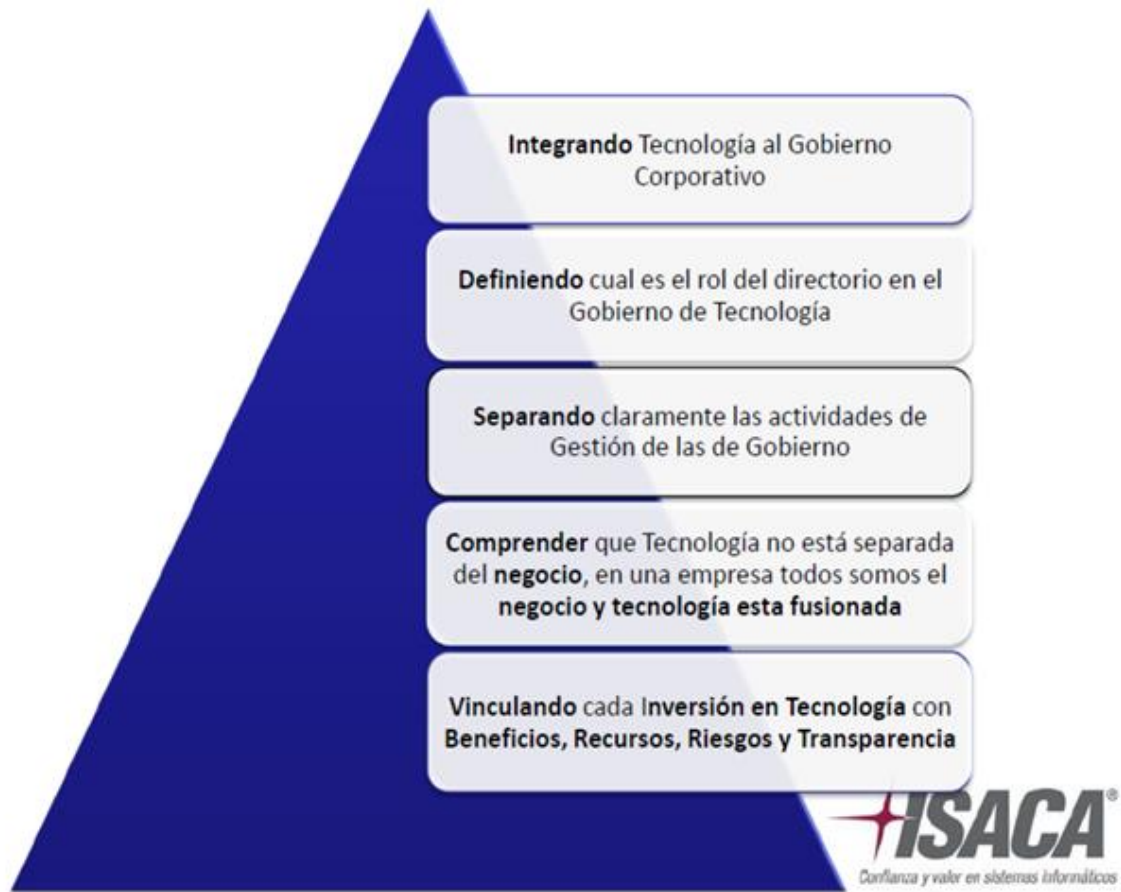 Integrando Tecnología al Gobierno
Corporativo
Definiendo cual es el rol del directorio en el
Gobierno de Tecnología
Separando claramente las actividades de
Gestión de las de Gobierno
Comprender que Tecnología no está separada
del negocio, en una empresa todos somos el
negocio y tecnología esta fusionada
Vinculando cada Inversión en Tecnología con
Beneficios, Recursos, Riesgos y Transparencia
ISACA®
Confianza y valor en sistemas informáticos